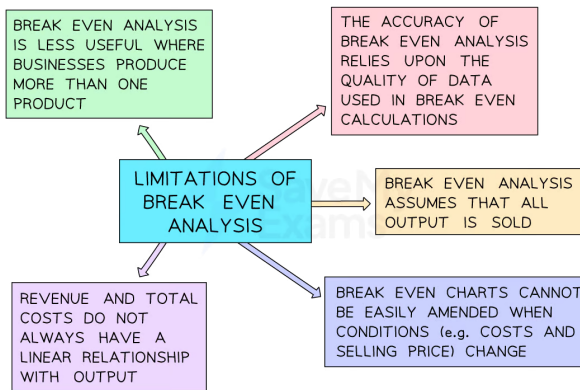 BREAK EVEN ANALYSIS
IS LESS USEFUL WHERE
BUSINESSES PRODUCE
MORE THAN ONE
PRODUCT
THE ACCURACY OF
BREAK EVEN ANALYSIS
RELIES UPON THE
QUALITY OF DATA
USED IN BREAK EVEN
CALCULATIONS
LIMITATIONS OF
BREAK EVEN
ANALYSIS
BREAK EVEN ANALYSIS
ASSUMES THAT ALL
OUTPUT IS SOLD
REVENUE AND TOTAL
COSTS DO NOT
ALWAYS HAVE A
LINEAR RELATIONSHIP
WITH OUTPUT
BREAK EVEN CHARTS CANNOT
BE EASILY AMENDED WHEN
CONDITIONS (e.g. COSTS AND
SELLING PRICE) CHANGE